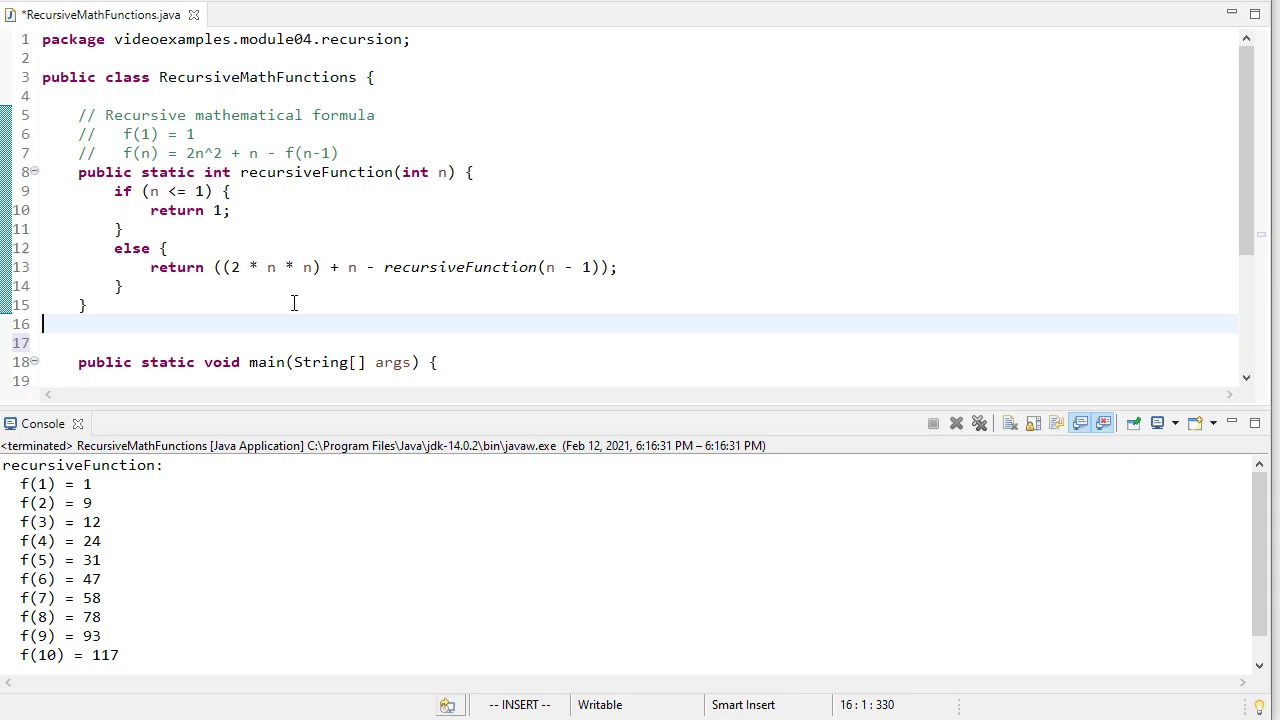 *RecursiveMathFunctions.java
1 package videoexamples.module04.recursion;
2
3 public class RecursiveMathFunctions {
4
5 // Recursive mathematical formula
6 // f(1) = 1
7 // f(n) = 2n^2 + n - f(n-1)
8 public static int recursiveFunction(int n) {
9 if (n <= 1) {
10 return 1;
11 }
12 else {
13 return ((2 * n * n) + n - recursiveFunction(n - 1));
14 }
15 }
16
17
18 public static void main(String[] args) {
19
Console
<terminated> RecursiveMathFunctions [Java Application] C:\Program Files\Java\jdk-14.0.2\bin\javaw.exe (Feb 12, 2021, 6:16:31 PM – 6:16:31 PM)
recursiveFunction:
f(1) = 1
f(2) = 9
f(3) = 12
f(4) = 24
f(5) = 31
f(6) = 47
f(7) = 58
f(8) = 78
f(9) = 93
f(10) = 117
-- INSERT -- Writable Smart Insert 16 : 1 : 330